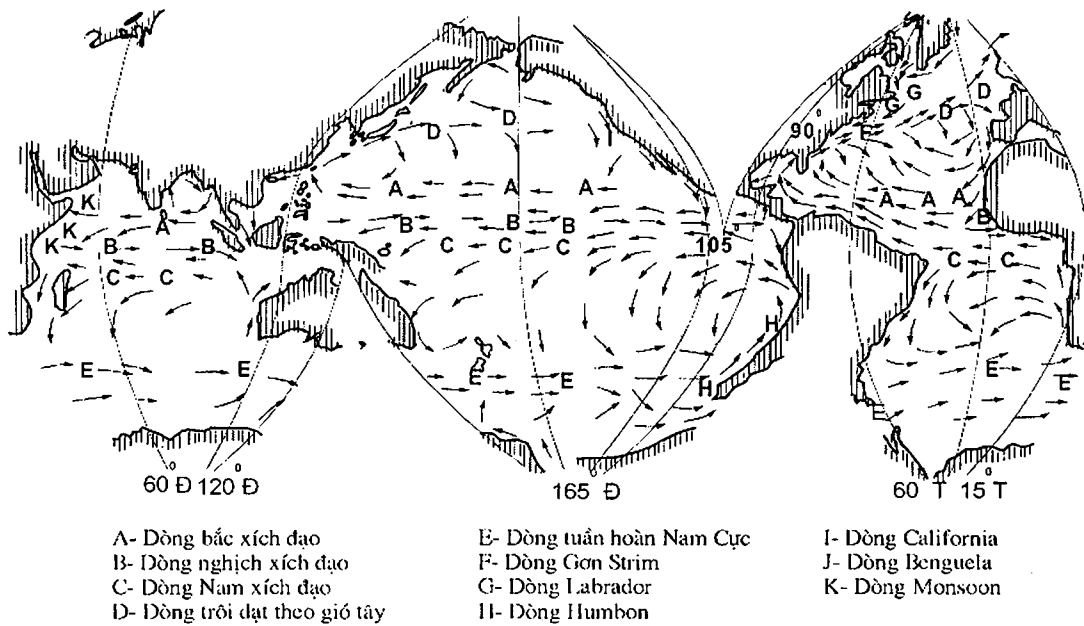 G D
G D
D D I 90° F
K A A A A A A
K A B B B B
K B B C C C 105° C C
C C
H
E E E E H E E
E
60° Đ 120° Đ 165° Đ 60 T 15° T
A- Dòng bắc xích đạo
B- Dòng nghịch xích đạo
C- Dòng Nam xích đạo
D- Dòng trôi dạt theo gió tây
E- Dòng tuần hoàn Nam Cực
F- Dòng Gơn Strim
G- Dòng Labrador
H- Dòng Humbon
I- Dòng California
J- Dòng Benguela
K- Dòng Monsoon